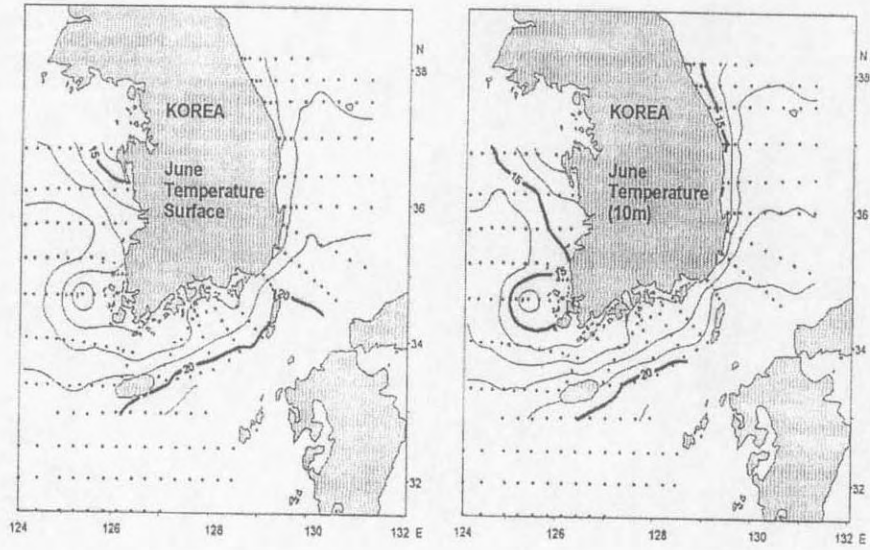 KOREA
June
Temperature
Surface
15
20
20
N
38
36
34
32
124 126 128 130 132 E
KOREA
June
Temperature
(10m)
15
15
15
20
N
38
36
34
32
124 126 128 130 132 E